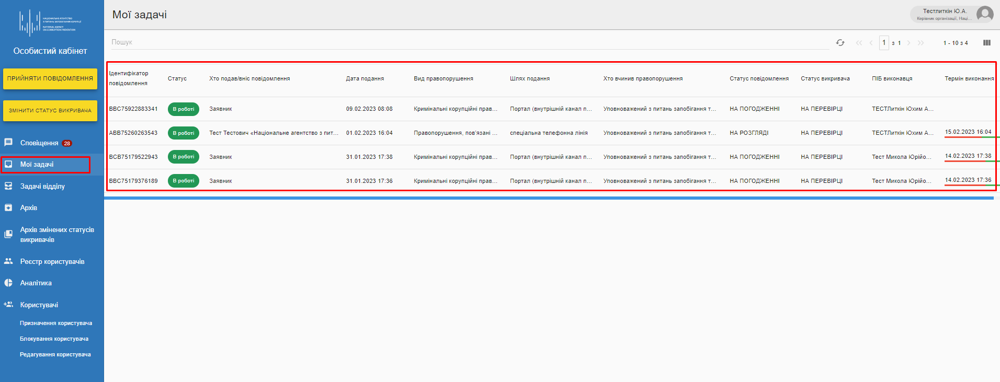 НАЦІОНАЛЬНЕ АГЕНТСТВО
З ПИТАНЬ ЗАПОБІГАННЯ КОРУПЦІЇ
NATIONAL AGENCY
ON CORRUPTION PREVENTION
Особистий кабінет
ПРИЙНЯТИ ПОВІДОМЛЕННЯ
ЗМІНИТИ СТАТУС ВИКРИВАЧА
Сповіщення 28
Мої задачі
Задачі відділу
Архів
Архів змінених статусів
викривачів
Реєстр користувачів
Аналітика
Користувачі
Призначення користувача
Блокування користувача
Редагування користувача
Мої задачі
Тестлиткін Ю.А.
Керівник організації, Наці...
Пошук
1 з 1
1 - 10 з 4
Ідентифікатор повідомлення Статус Хто подав/вніс повідомлення Дата подання Вид правопорушення Шлях подання Хто вчинив правопорушення Статус повідомлення Статус викривача ПІБ виконавця Термін виконання
BBC75922883341 В роботі Заявник 09.02.2023 08:08 Кримінальні корупційні прав... Портал (внутрішній канал п... Уповноважений з питань запобігання т... НА ПОГОДЖЕННІ НА ПЕРЕВІРЦІ ТЕСТЛиткін Юхим А...
ABB75260263543 В роботі Тест Тестович «Національне агентство з пит... 01.02.2023 16:04 Правопорушення, пов'язані ... спеціальна телефонна лінія Уповноважений з питань запобігання т... НА РОЗГЛЯДІ НА ПЕРЕВІРЦІ ТЕСТЛиткін Юхим А... 15.02.2023 16:04
BCB75179522943 В роботі Заявник 31.01.2023 17:38 Кримінальні корупційні прав... Портал (внутрішній канал п... Уповноважений з питань запобігання т... НА ПОГОДЖЕННІ НА ПЕРЕВІРЦІ Тест Микола Юрійо... 14.02.2023 17:38
BBC75179376189 В роботі Заявник 31.01.2023 17:36 Кримінальні корупційні прав... Портал (внутрішній канал п... Уповноважений з питань запобігання т... НА ПОГОДЖЕННІ НА ПЕРЕВІРЦІ Тест Микола Юрійо... 14.02.2023 17:36